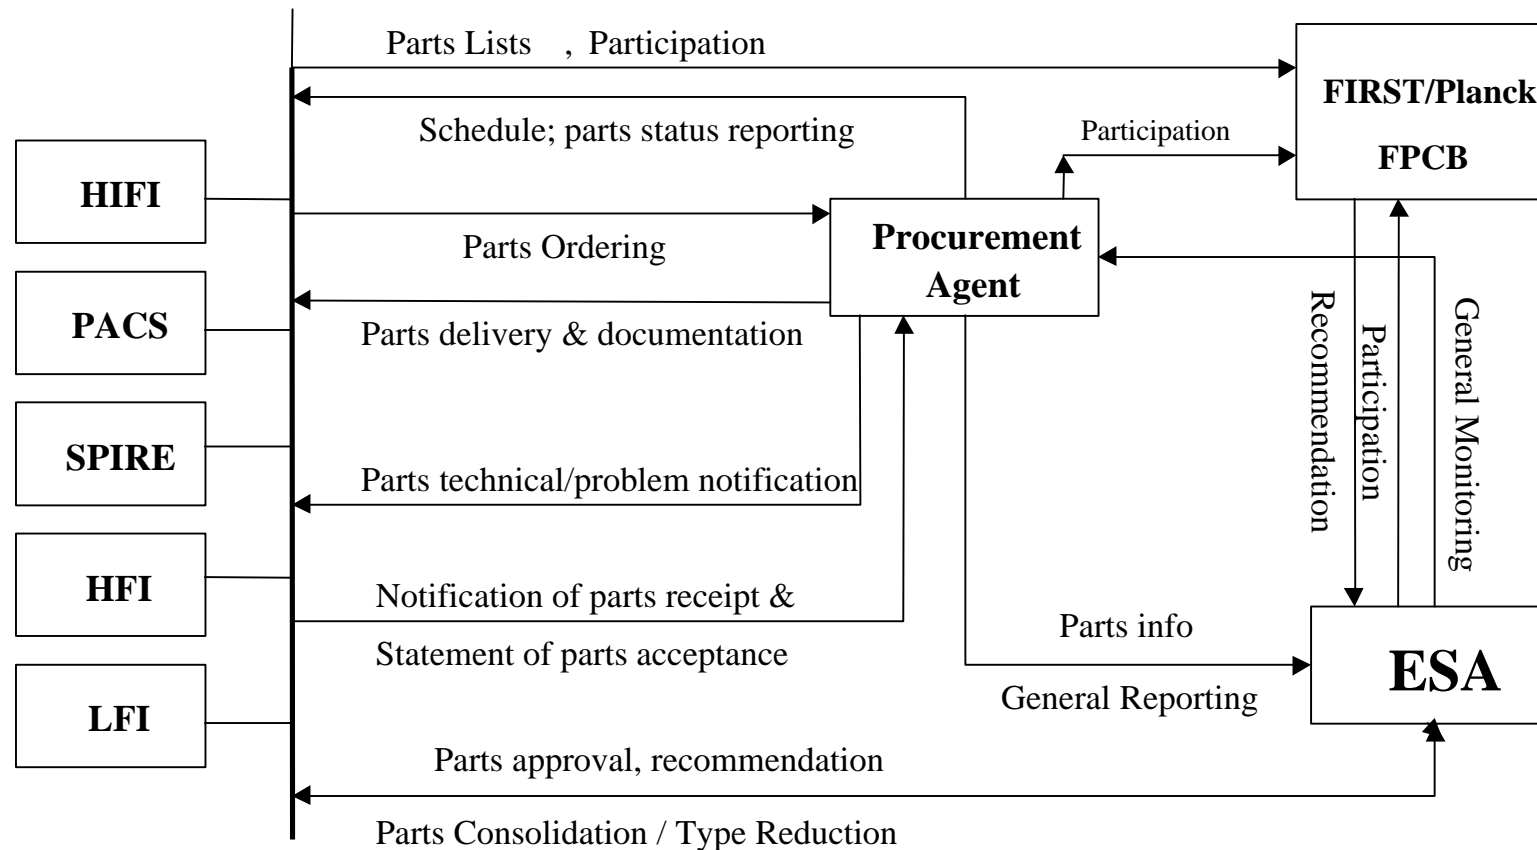 Parts Lists , Participation
FIRST/Planck
FPCB
Schedule; parts status reporting
Participation
HIFI
Parts Ordering
Procurement
Agent
PACS
Parts delivery & documentation
Recommendation
Participation
General Monitoring
SPIRE
Parts technical/problem notification
HFI
Notification of parts receipt &
Statement of parts acceptance
Parts info
General Reporting
ESA
LFI
Parts approval, recommendation
Parts Consolidation / Type Reduction